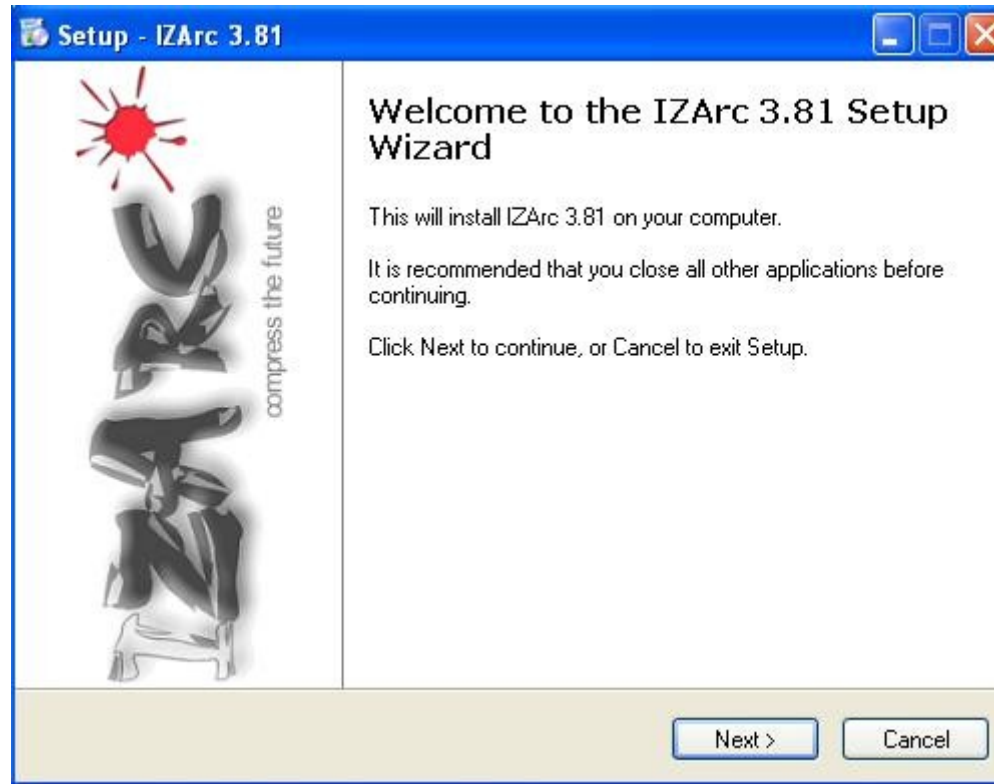 Setup - IZArc 3.81
IZARC
compress the future
Welcome to the IZArc 3.81 Setup
Wizard
This will install IZArc 3.81 on your computer.
It is recommended that you close all other applications before
continuing.
Click Next to continue, or Cancel to exit Setup.
Next >
Cancel